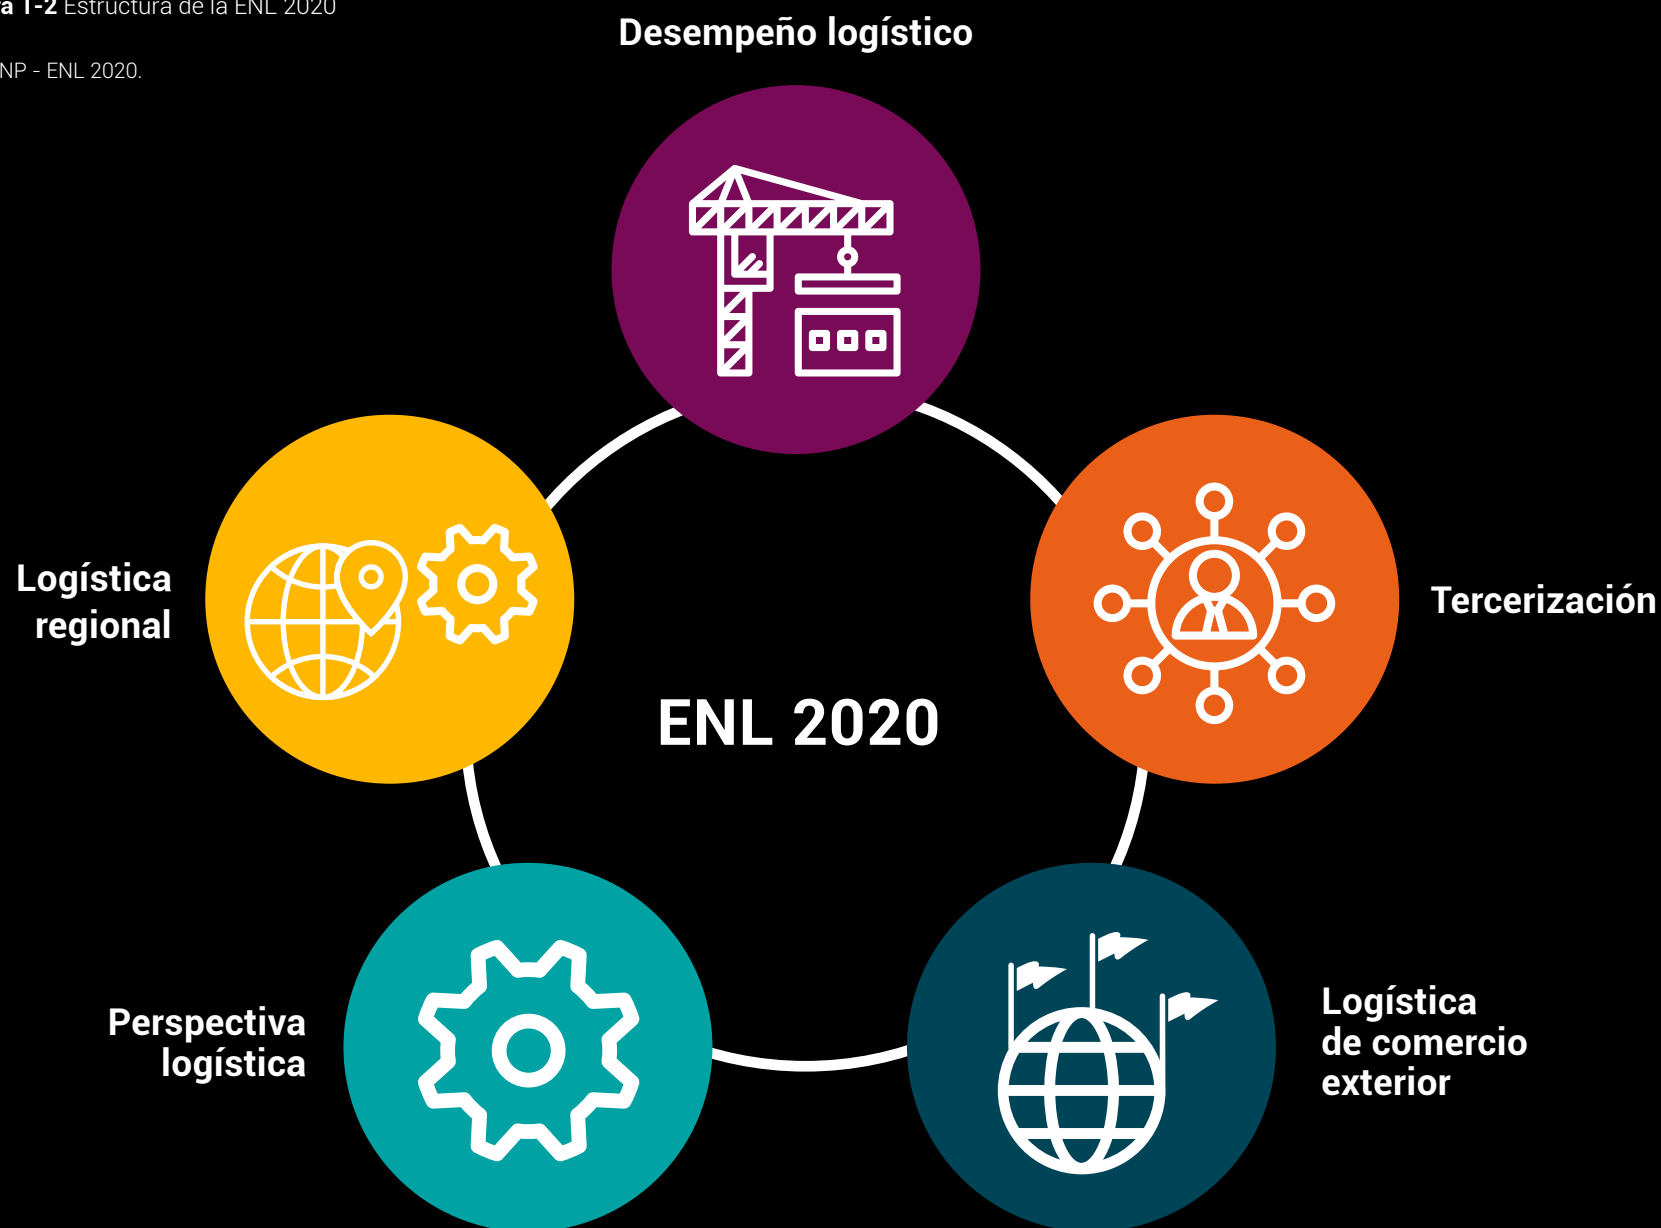 1-2 Estructura de la ENL 2020
NP - ENL 2020.
Desempeño logístico
Logística
regional
Tercerización
ENL 2020
Perspectiva
logística
Logística
de comercio
exterior